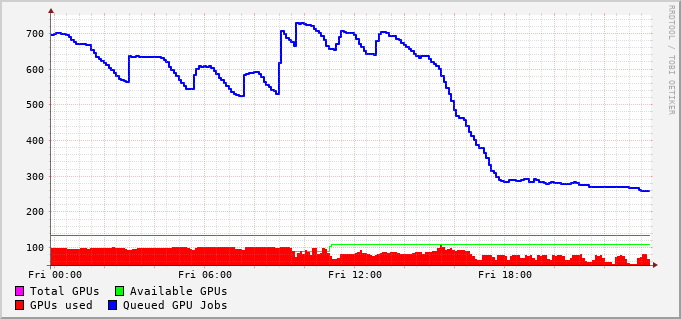 700
600
500
400
300
200
100
Fri 00:00 Fri 06:00 Fri 12:00 Fri 18:00
Total GPUs Available GPUs
GPUs used Queued GPU Jobs
RRDTOOL / TOBI OETIKER